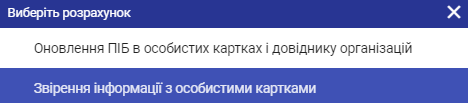 Виберіть розрахунок
Оновлення ПІБ в особистих картках і довіднику організацій
Звірення інформації з особистими картками